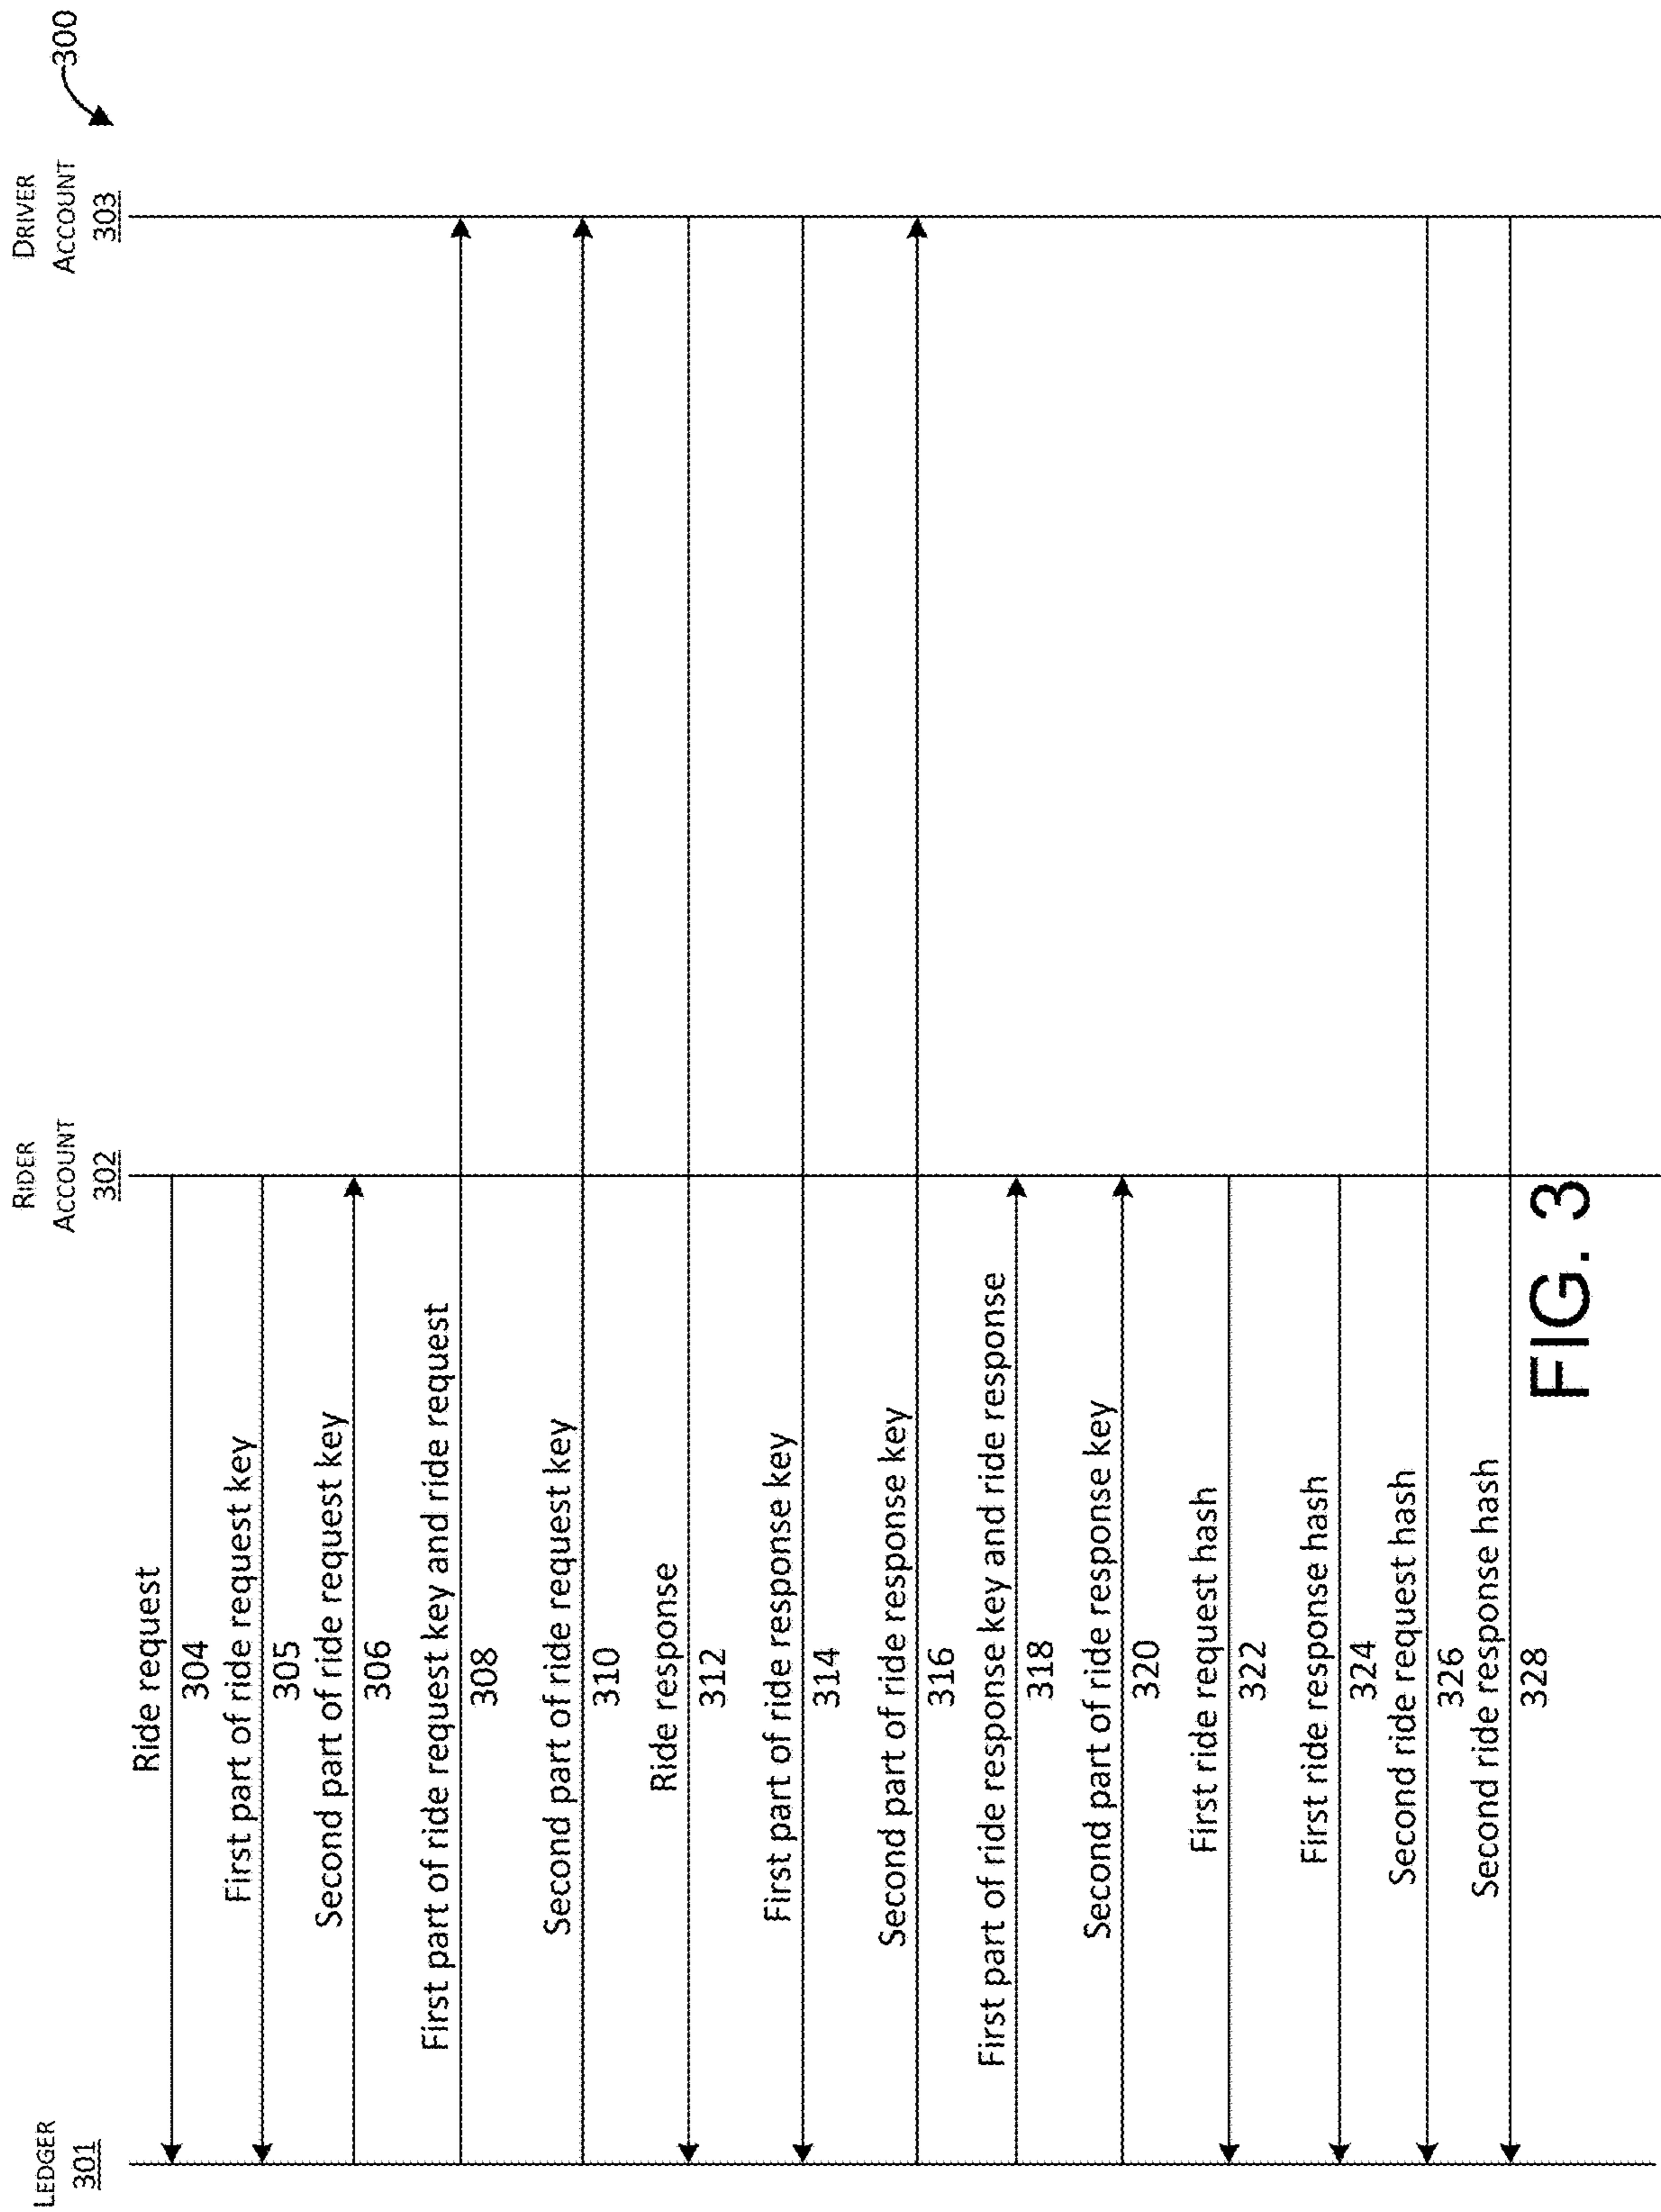 300
LEDGER
301
RIDER
ACCOUNT
302
DRIVER
ACCOUNT
303
Ride request
304
First part of ride request key
305
Second part of ride request key
306
First part of ride request key and ride request
308
Second part of ride request key
310
Ride response
312
First part of ride response key
314
Second part of ride response key
316
First part of ride response key and ride response
318
Second part of ride response key
320
First ride request hash
322
First ride response hash
324
Second ride request hash
326
Second ride response hash
328
FIG. 3